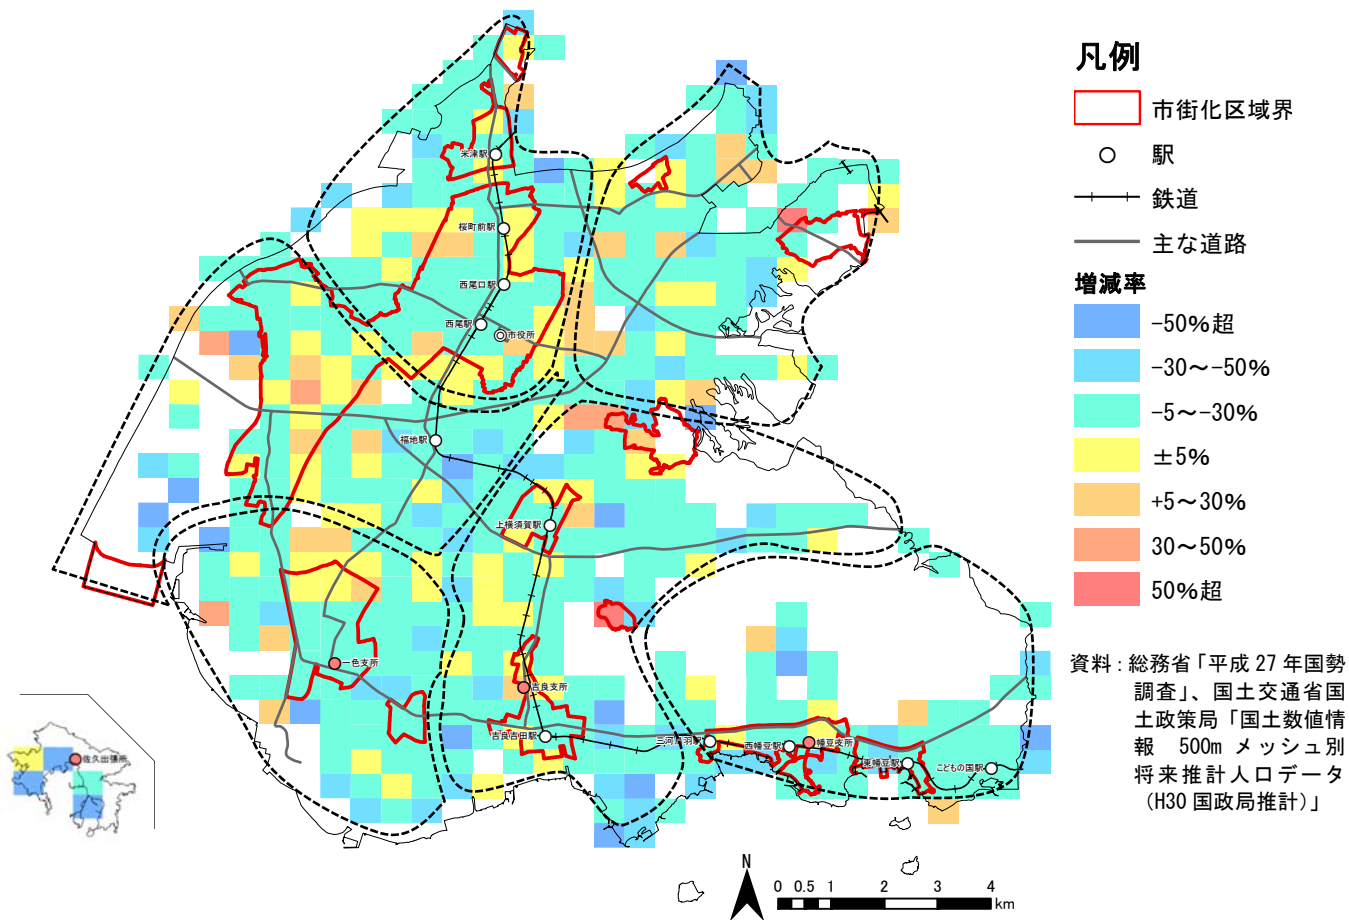 凡例
市街化区域界
駅
鉄道
主な道路
増減率
-50%超
-30～-50%
-5～-30%
±5%
+5～30%
30～50%
50%超
資料：総務省「平成 27 年国勢
調査」、国土交通省国
土政策局「国土数値情
報 500m メッシュ別
将来推計人口データ
（H30 国政局推計）」
米津駅
桜町前駅
西尾口駅
西尾駅
市役所
福地駅
上横須賀駅
一色支所
吉良支所
吉良吉田駅
三河鳥羽駅
西幡豆駅
幡豆支所
東幡豆駅
こどもの国駅
佐久出張所
N
0 0.5 1 2 3 4
km